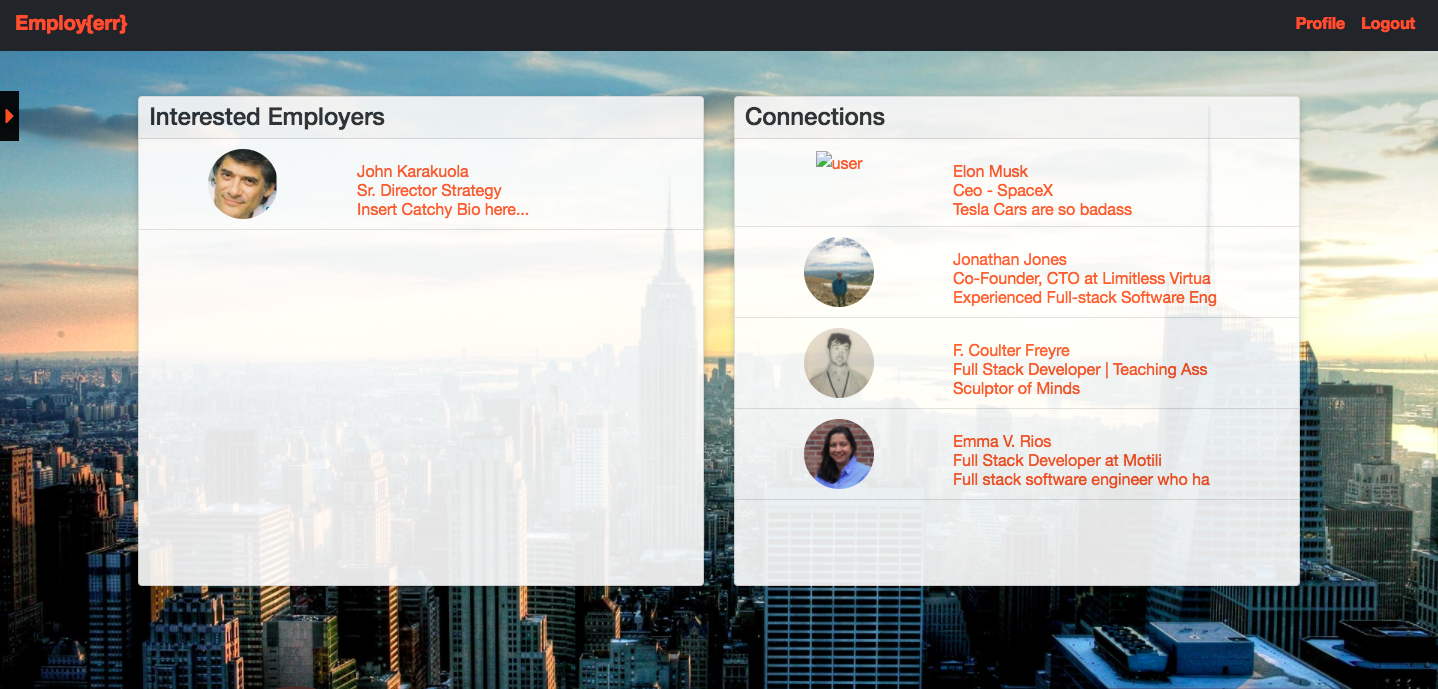 Employ{err}
Profile Logout
Interested Employers
John Karakuola
Sr. Director Strategy
Insert Catchy Bio here...
Connections
user
Elon Musk
Ceo - SpaceX
Tesla Cars are so badass
Jonathan Jones
Co-Founder, CTO at Limitless Virtua
Experienced Full-stack Software Eng
F. Coulter Freyre
Full Stack Developer | Teaching Ass
Sculptor of Minds
Emma V. Rios
Full Stack Developer at Motili
Full stack software engineer who ha